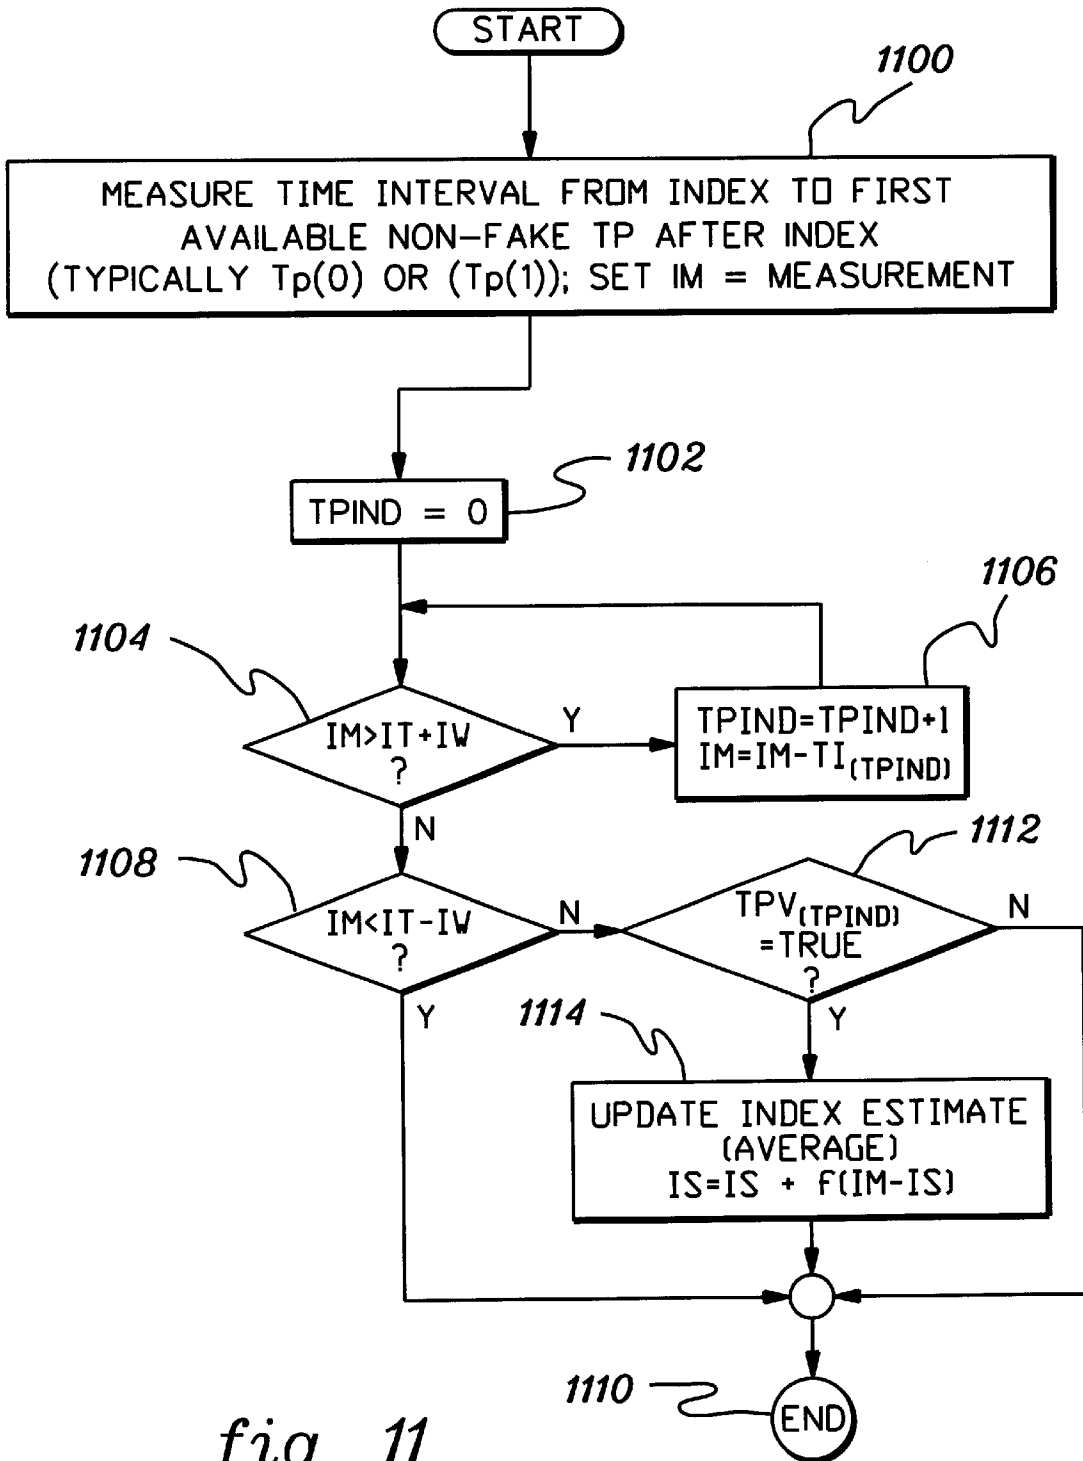 START
1100
MEASURE TIME INTERVAL FROM INDEX TO FIRST
AVAILABLE NON-FAKE TP AFTER INDEX
(TYPICALLY Tp(0) OR (Tp(1)); SET IM = MEASUREMENT
1102
TPIND = 0
1106
1104
IM>IT+IW
?
Y
TPIND=TPIND+1
IM=IM-TI(TPIND)
N
1112
1108
IM<IT-IW
?
N
TPV(TPIND)
=TRUE
?
N
Y
Y
1114
UPDATE INDEX ESTIMATE
(AVERAGE)
IS=IS + f(IM-IS)
1110
END
fig 11